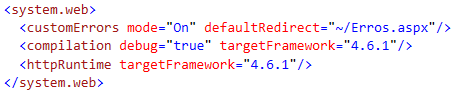 <system.web>
<customErrors mode="On" defaultRedirect="~/Erros.aspx"/>
<compilation debug="true" targetFramework="4.6.1"/>
<httpRuntime targetFramework="4.6.1"/>
</system.web>